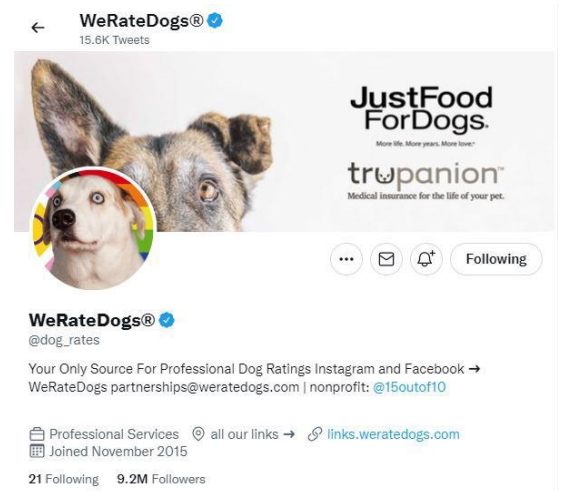 WeRateDogs®
15.6K Tweets
JustFood
ForDogs.
More life. More years. More love.™
trupanion™
Medical insurance for the life of your pet.
Following
WeRateDogs®
@dog_rates
Your Only Source For Professional Dog Ratings Instagram and Facebook →
WeRateDogs partnerships@weratedogs.com | nonprofit: @15outof10
Professional Services all our links → links.weratedogs.com
Joined November 2015
21 Following 9.2M Followers